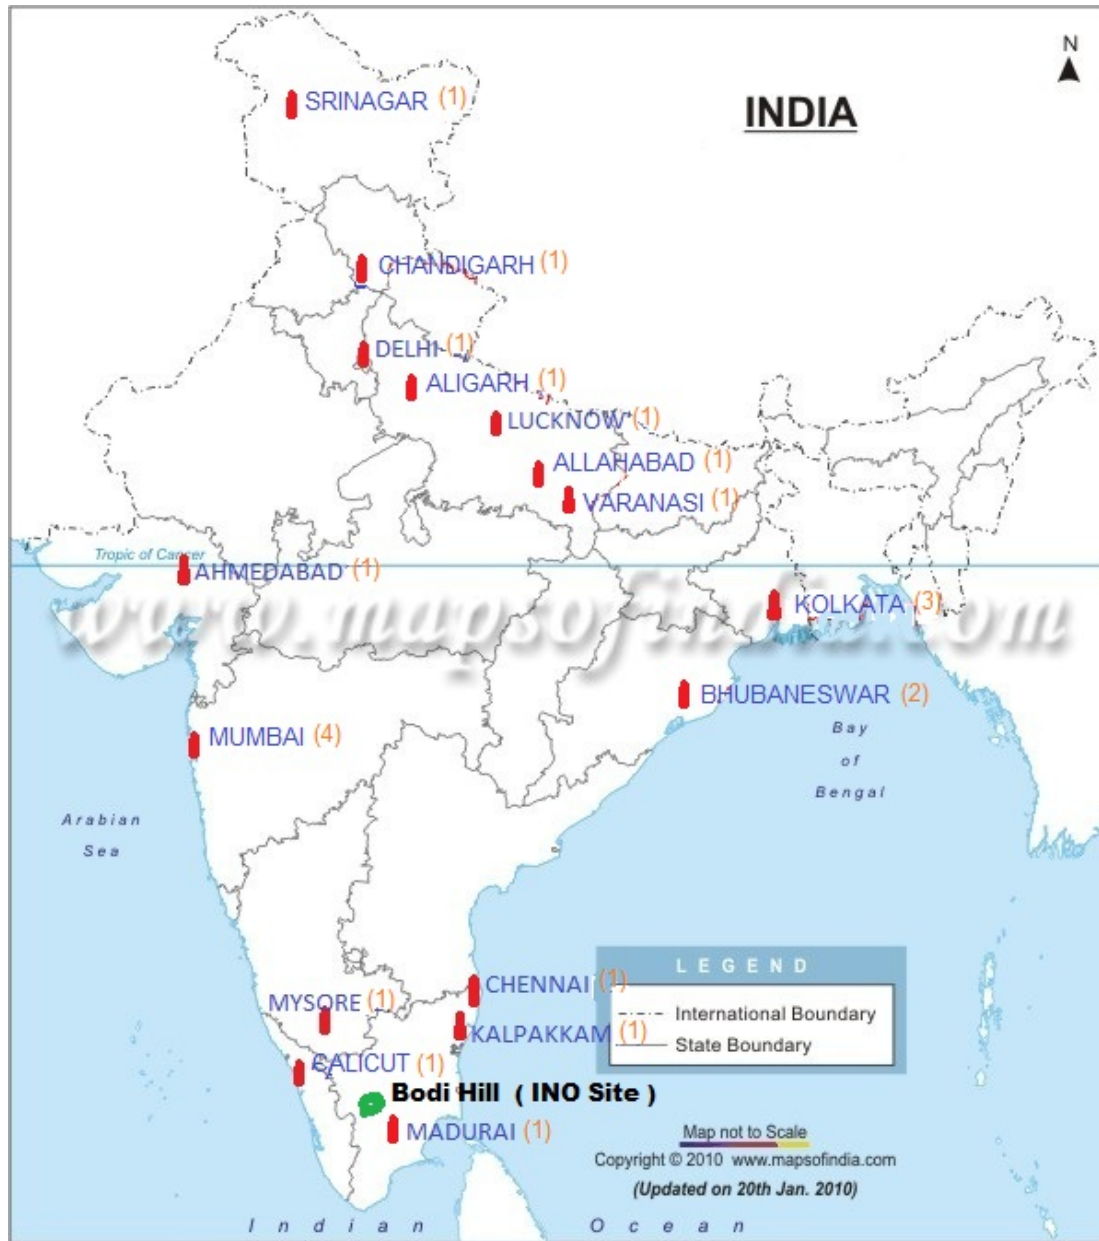 N
INDIA
SRINAGAR (1)
CHANDIGARH (1)
DELHI (1)
ALIGARH (1)
LUCKNOW (1)
ALLAHABAD (1)
VARANASI (1)
Tropic of Cancer
AHMEDABAD (1)
www.mapsofindia.com
KOLKATA (3)
BHUBANESWAR (2)
MUMBAI (4)
Bay
of
Bengal
Arabian
Sea
LEGEND
International Boundary
State Boundary
CHENNAI (1)
MYSORE (1)
KALPAKKAM (1)
CALICUT (1)
Bodi Hill ( INO Site )
MADURAI (1)
Map not to Scale
Copyright © 2010 www.mapsofindia.com
(Updated on 20th Jan. 2010)
Indian Ocean